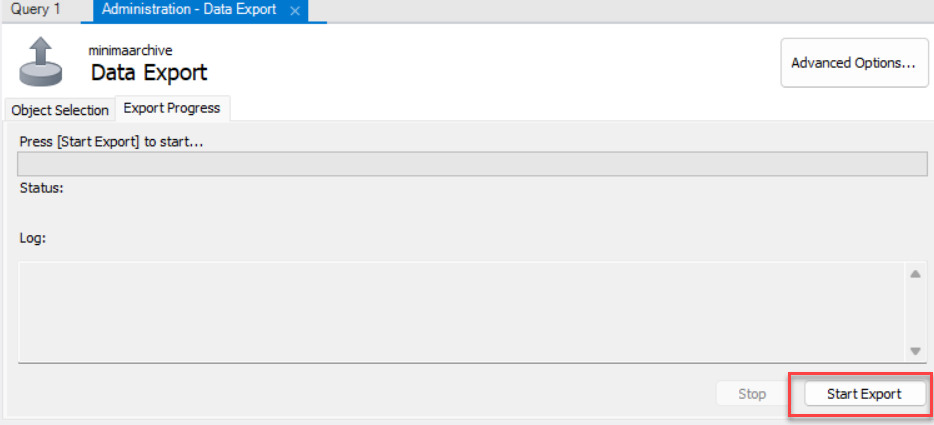 Query 1 Administration - Data Export
minimaarchive
Data Export
Advanced Options...
Object Selection Export Progress
Press [Start Export] to start...
Status:
Log:
Stop Start Export